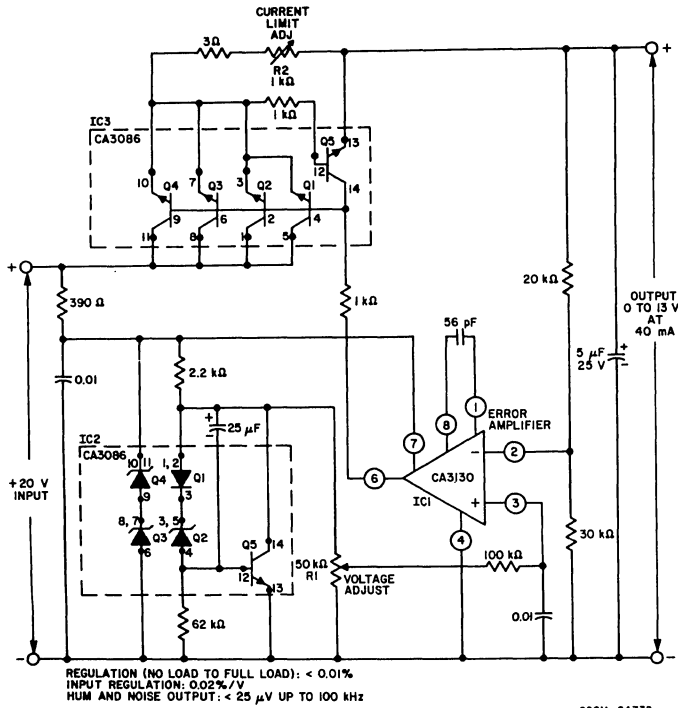 CURRENT
LIMIT
ADJ
3Ω
R2
1 kΩ
1 kΩ
+
IC3
CA3086
Q5
13
12
14
10
Q4
7
Q3
3
Q2
Q1
9
6
2
4
11
8
1
5
+
390 Ω
1 kΩ
20 kΩ
OUTPUT
0 TO 13 V
AT
40 mA
56 pF
5 μF
25 V
+
-
0.01
2.2 kΩ
+
-
25 μF
8
1
ERROR
AMPLIFIER
7
IC2
CA3086
10
11
Q4
9
1, 2
Q1
3
6
-
2
CA3130
+
3
IC1
+20 V
INPUT
8, 7
Q3
6
3, 5
Q2
4
4
Q5
14
12
13
50 kΩ
R1
VOLTAGE
ADJUST
100 kΩ
30 kΩ
62 kΩ
0.01
-
-
REGULATION (NO LOAD TO FULL LOAD): < 0.01%
INPUT REGULATION: 0.02%/V
HUM AND NOISE OUTPUT: < 25 μV UP TO 100 kHz